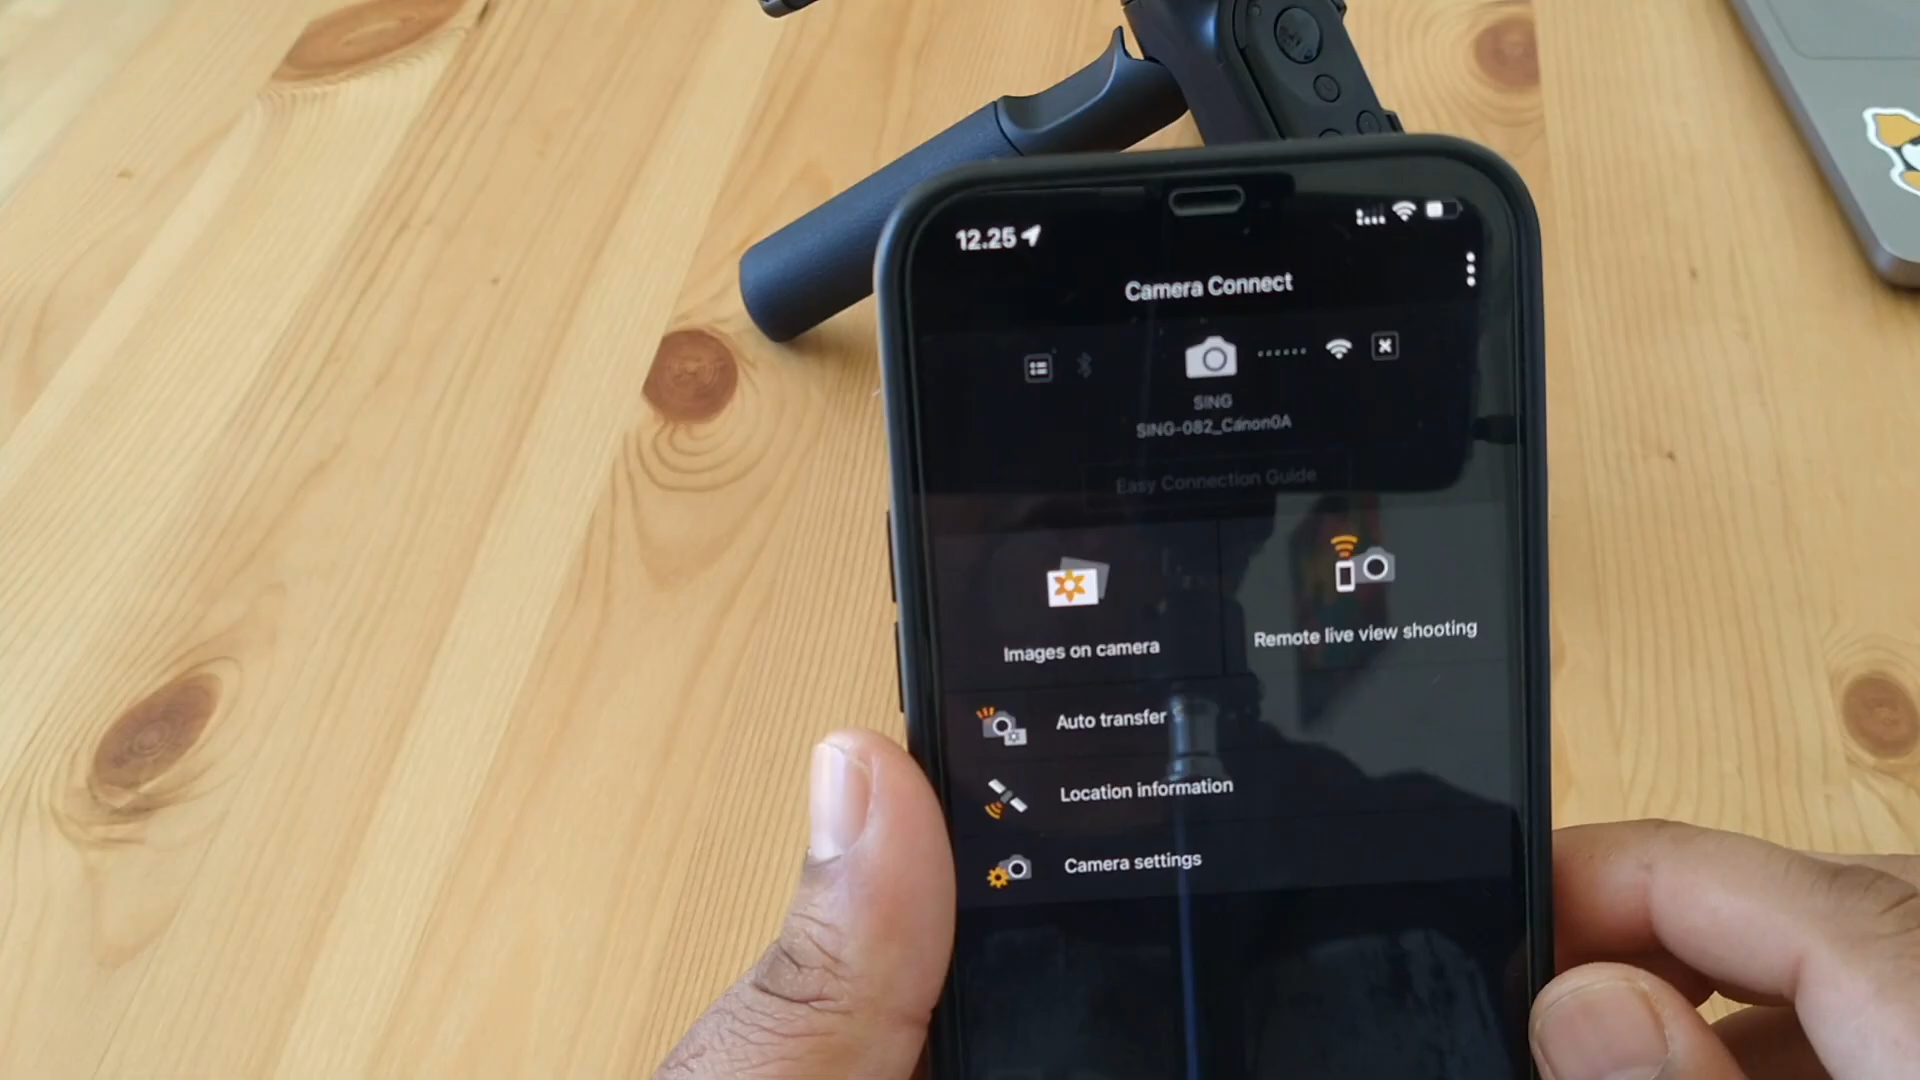 12.25
Camera Connect
SING
SING-082_Canon0A
Easy Connection Guide
Images on camera
Remote live view shooting
Auto transfer
Location information
Camera settings